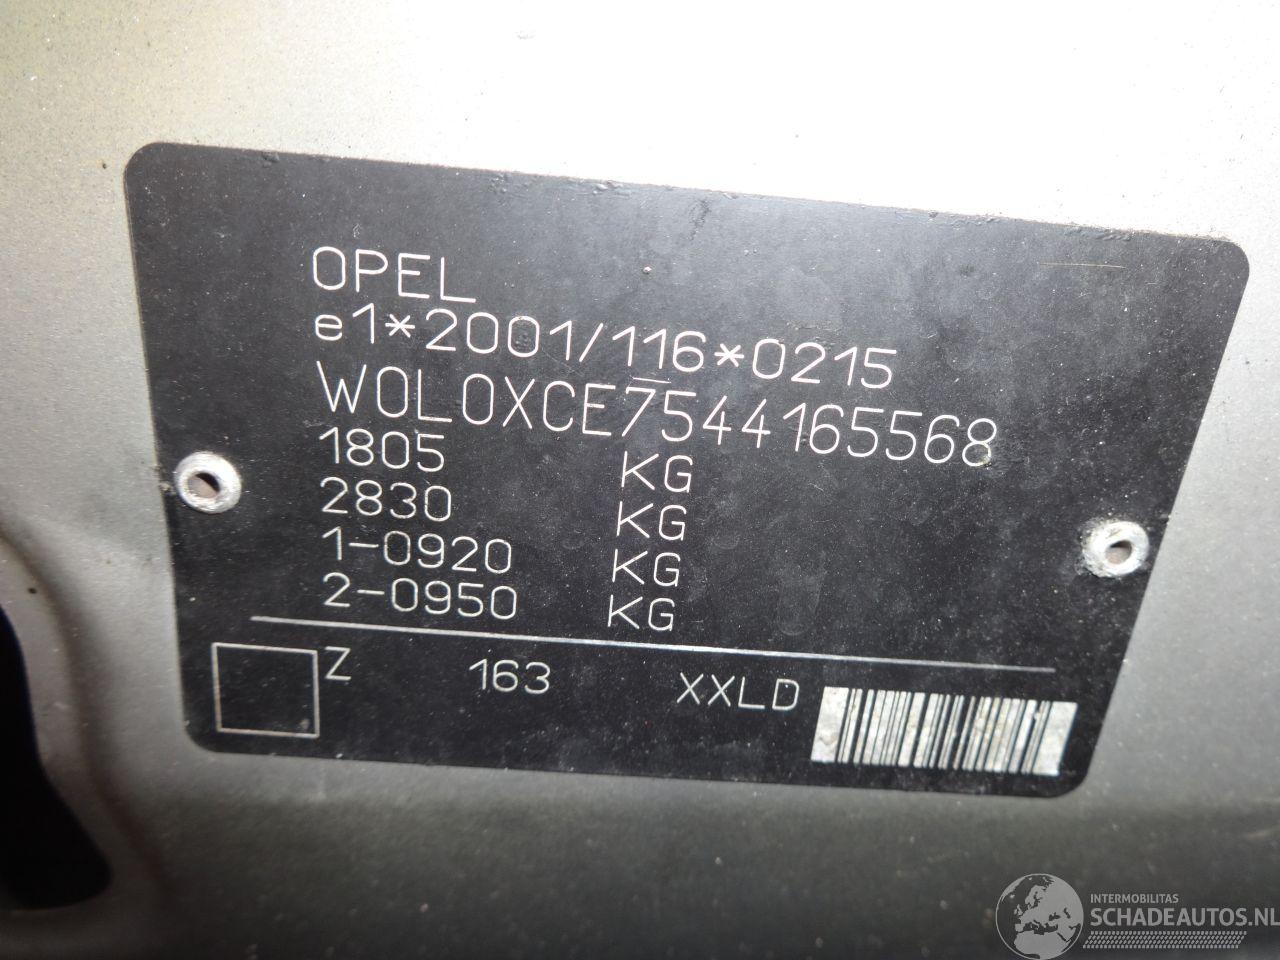 OPEL
e1*2001/116*0215
W0L0XCE7544165568
1805 KG
2830 KG
1-0920 KG
2-0950 KG
Z 163 XXLD
INTERMOBILITAS
SCHADEAUTOS.NL